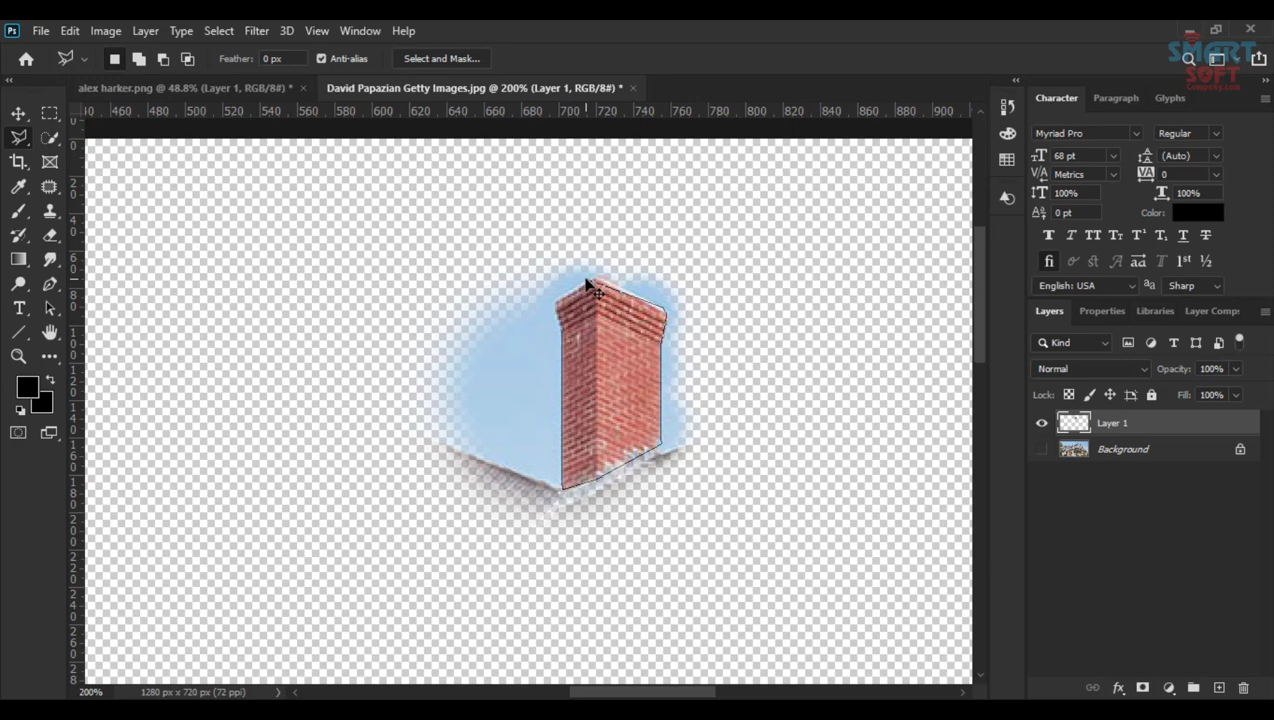 Ps File Edit Image Layer Type Select Filter 3D View Window Help
SMART
SOFT
Company.com
Feather: 0 px Anti-alias Select and Mask...
alex harker.png @ 48.8% (Layer 1, RGB/8#) * × David Papazian Getty Images.jpg @ 200% (Layer 1, RGB/8#) * ×
Character Paragraph Glyphs
460 480 500 520 540 560 580 600 620 640 660 680 700 720 740 760 780 800 820 840 860 880 900
Myriad Pro Regular
68 pt (Auto)
Metrics 0
100% 100%
0 pt Color:
English: USA Sharp
Layers Properties Libraries Layer Comp
Kind
Normal Opacity: 100%
Lock: Fill: 100%
Layer 1
Background
200% 1280 px x 720 px (72 ppi)